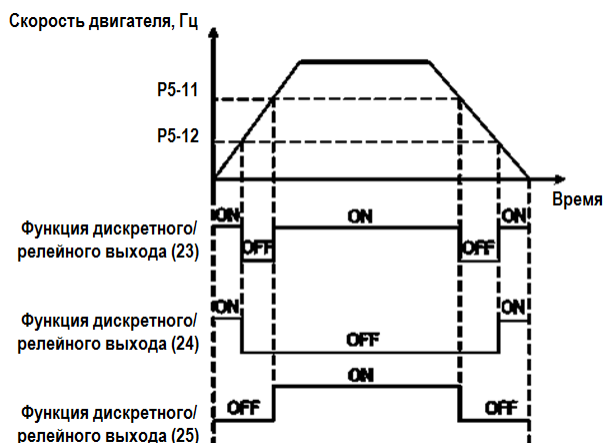 Скорость двигателя, Гц
P5-11
P5-12
Время
ON
ON
ON
Функция дискретного/
релейного выхода (23)
OFF
OFF
ON
ON
Функция дискретного/
релейного выхода (24)
OFF
ON
Функция дискретного/
релейного выхода (25)
OFF
OFF